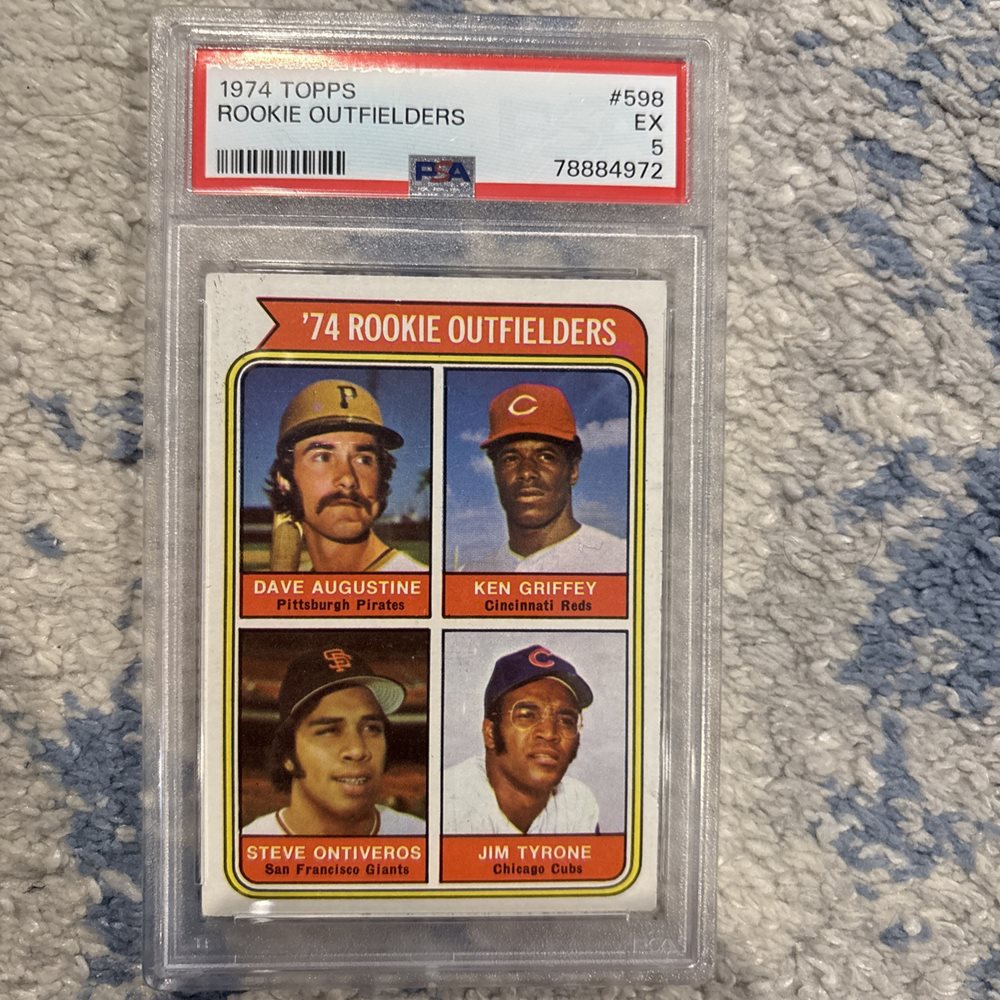 1974 TOPPS
ROOKIE OUTFIELDERS
#598
EX
5
78884972
PSA
'74 ROOKIE OUTFIELDERS
P
C
DAVE AUGUSTINE
Pittsburgh Pirates
KEN GRIFFEY
Cincinnati Reds
SF
C
STEVE ONTIVEROS
San Francisco Giants
JIM TYRONE
Chicago Cubs